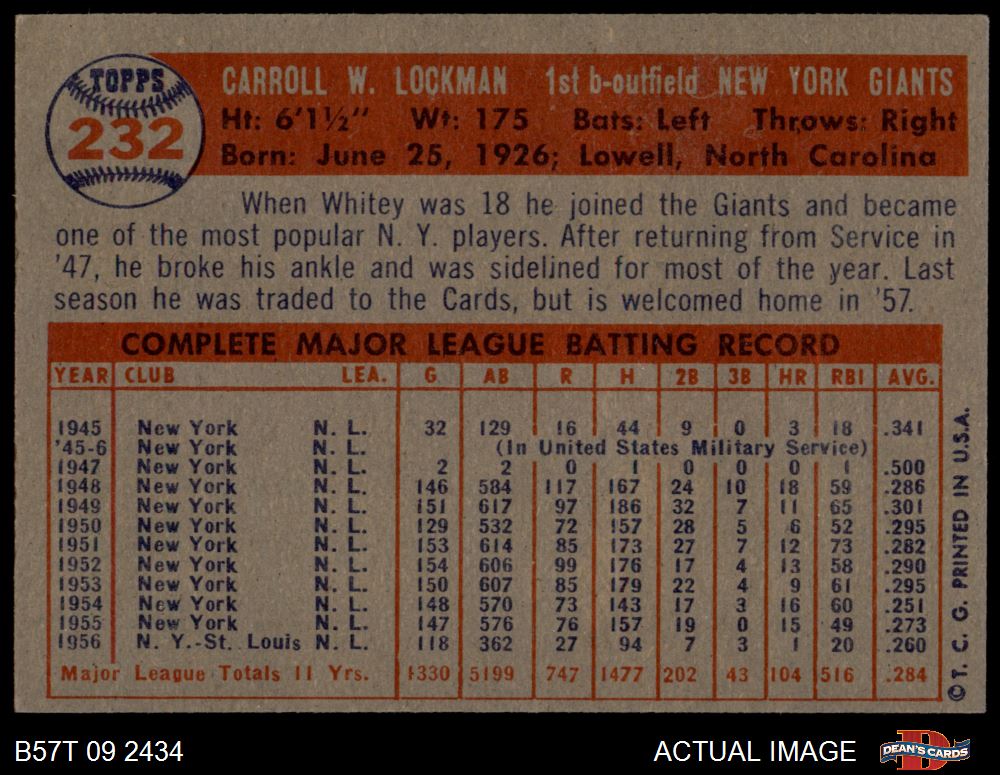 TOPPS
232
CARROLL W. LOCKMAN 1st b-outfield NEW YORK GIANTS
Ht: 6'1½" Wt: 175 Bats: Left Throws: Right
Born: June 25, 1926; Lowell, North Carolina
When Whitey was 18 he joined the Giants and became
one of the most popular N. Y. players. After returning from Service in
'47, he broke his ankle and was sidelined for most of the year. Last
season he was traded to the Cards, but is welcomed home in '57.
COMPLETE MAJOR LEAGUE BATTING RECORD
YEAR CLUB LEA. G AB R H 2B 3B HR RBI AVG.
1945 New York N. L. 32 129 16 44 9 0 3 18 .341
'45-6 New York N. L. (In United States Military Service)
1947 New York N. L. 2 2 0 1 0 0 0 1 .500
1948 New York N. L. 146 584 117 167 24 10 18 59 .286
1949 New York N. L. 151 617 97 186 32 7 11 65 .301
1950 New York N. L. 129 532 72 157 28 5 6 52 .295
1951 New York N. L. 153 614 85 173 27 7 12 73 .282
1952 New York N. L. 154 606 99 176 17 4 13 58 .290
1953 New York N. L. 150 607 85 179 22 4 9 61 .295
1954 New York N. L. 148 570 73 143 17 3 16 60 .251
1955 New York N. L. 147 576 76 157 19 0 15 49 .273
1956 N. Y.-St. Louis N. L. 118 362 27 94 7 3 1 20 .260
Major League Totals 11 Yrs. 1330 5199 747 1477 202 43 104 516 .284
© T. C. G. PRINTED IN U.S.A.
B57T 09 2434 ACTUAL IMAGE
D
DEAN'S CARDS